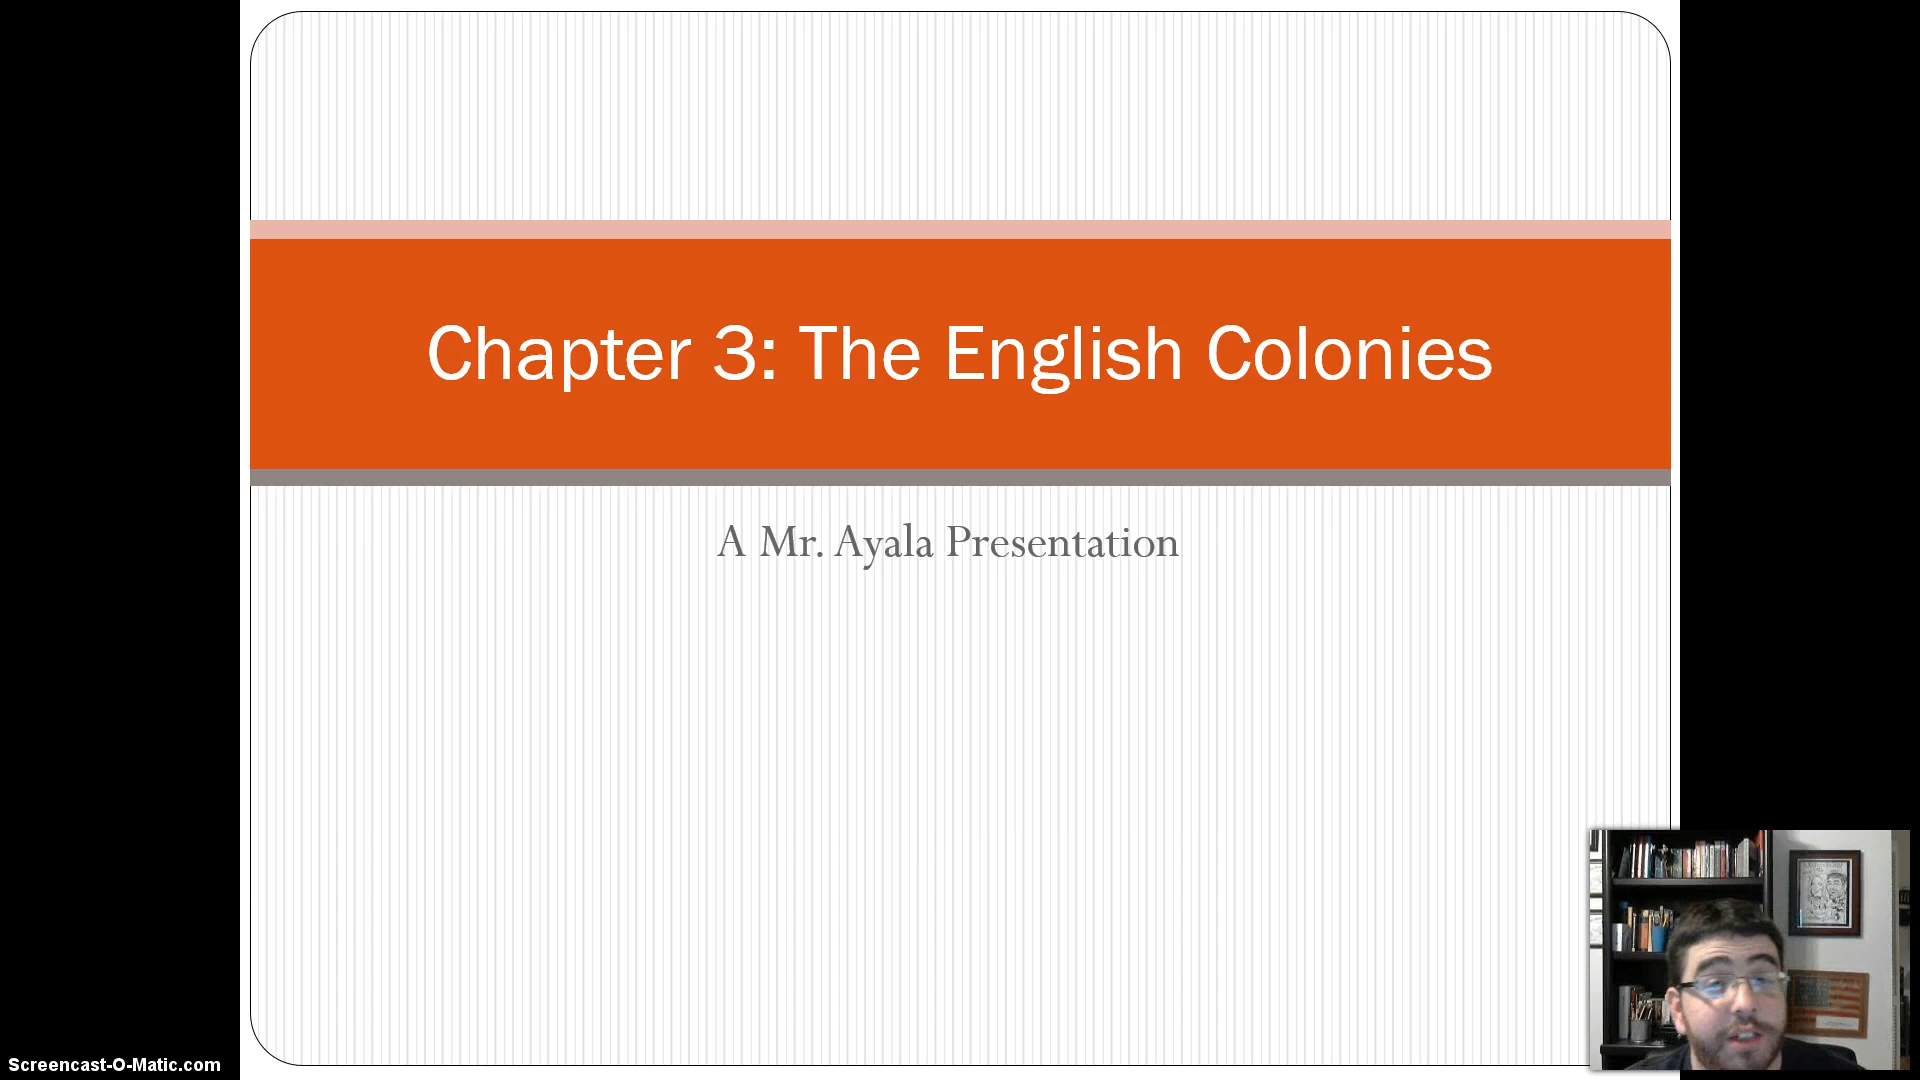 Chapter 3: The English Colonies
A Mr. Ayala Presentation
Screencast-O-Matic.com